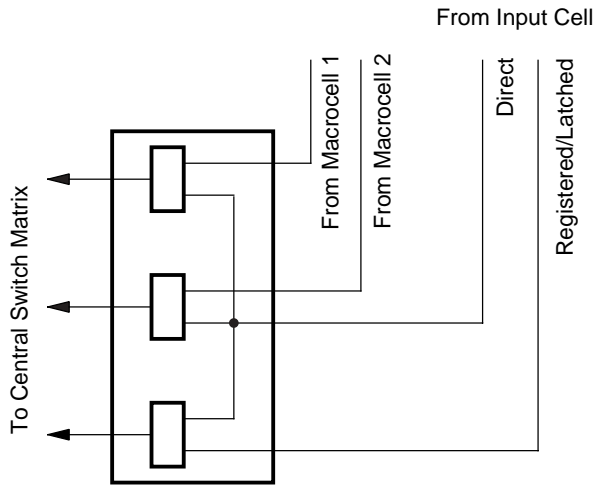 From Input Cell
From Macrocell 1
From Macrocell 2
Direct
Registered/Latched
To Central Switch Matrix